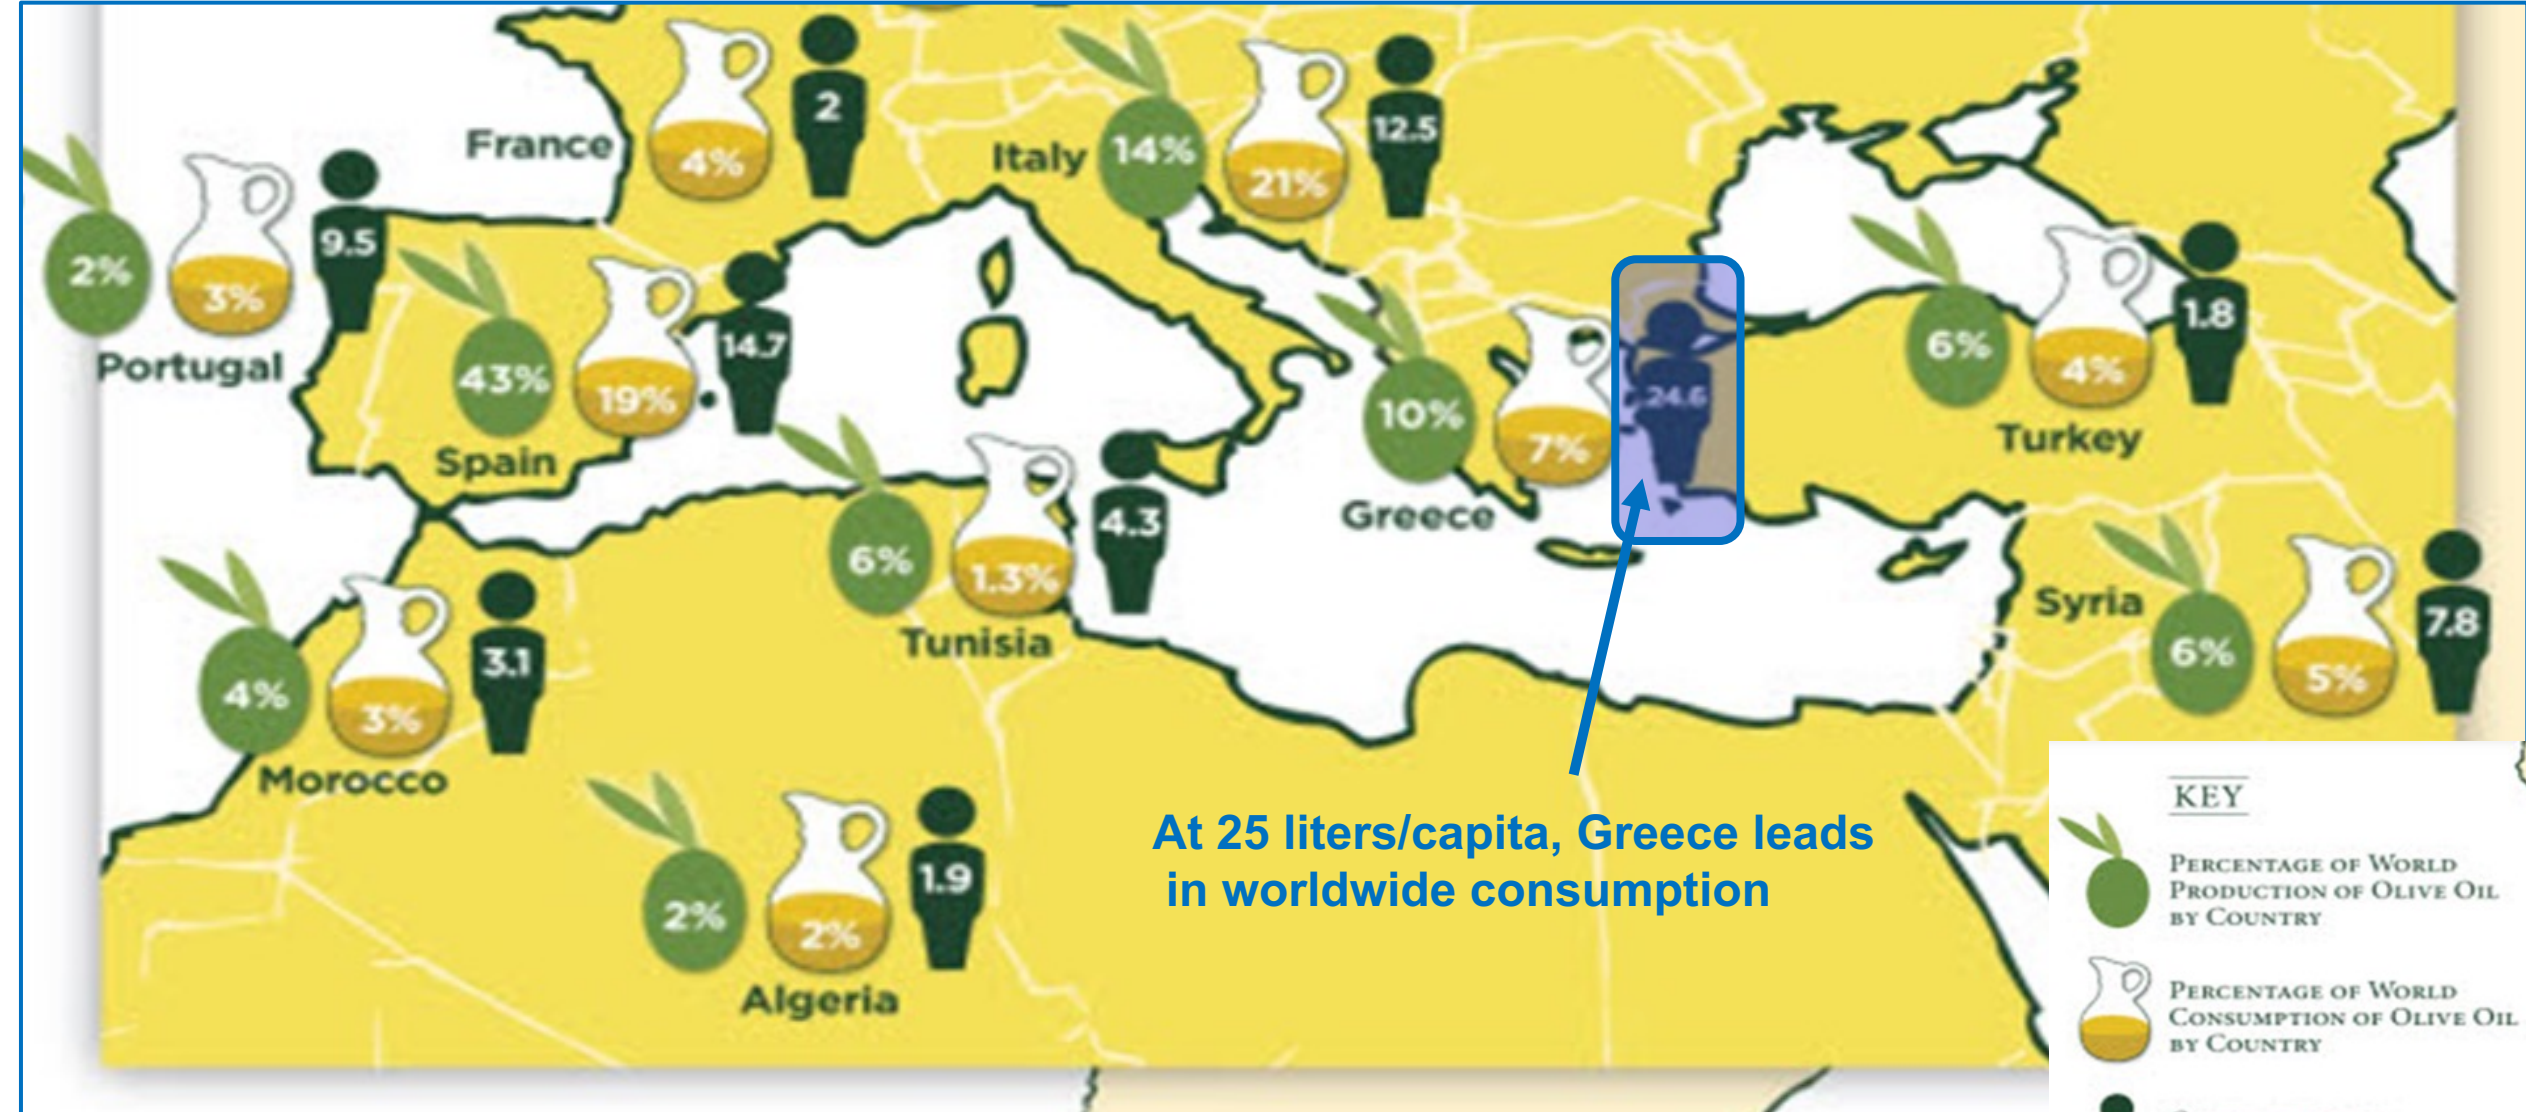 France
4%
2
Italy
14%
21%
12.5
2%
3%
9.5
Portugal
43%
19%
14.7
Spain
10%
7%
24.6
Greece
6%
4%
1.8
Turkey
6%
1.3%
4.3
Tunisia
Syria
6%
5%
7.8
4%
3%
3.1
Morocco
2%
2%
1.9
Algeria
At 25 liters/capita, Greece leads
in worldwide consumption
KEY
PERCENTAGE OF WORLD
PRODUCTION OF OLIVE OIL
BY COUNTRY
PERCENTAGE OF WORLD
CONSUMPTION OF OLIVE OIL
BY COUNTRY